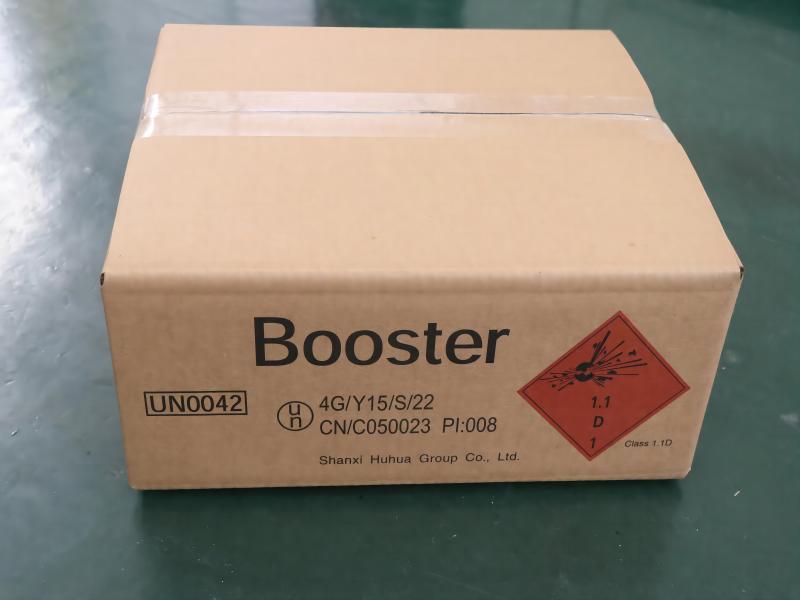 Booster
UN0042
un
4G/Y15/S/22
CN/C050023 PI:008
Shanxi Huhua Group Co., Ltd.
1.1
D
1
Class 1.1D